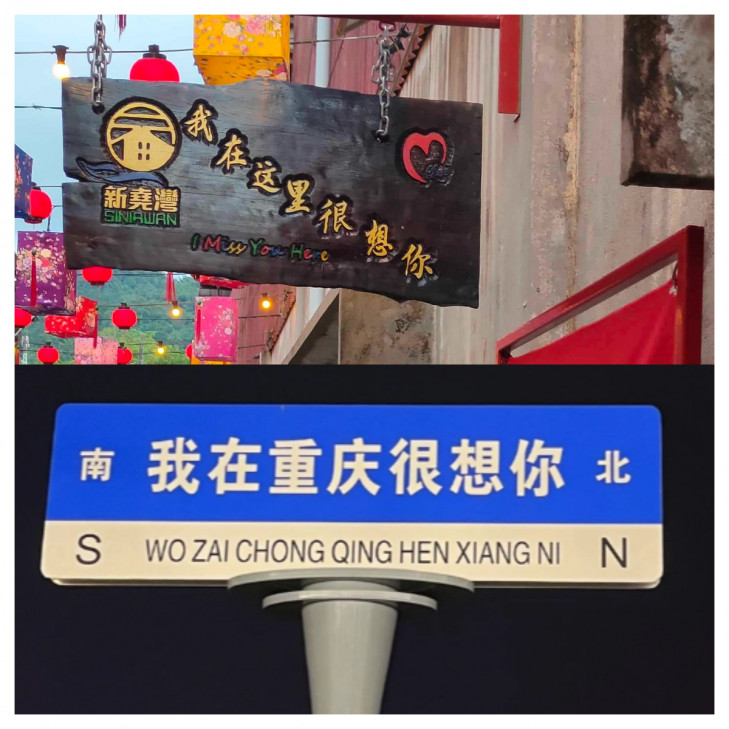 我在这里很想你
新堯灣
SINIAWAN
I Miss You Here
南 我在重庆很想你 北
S WO ZAI CHONG QING HEN XIANG NI N